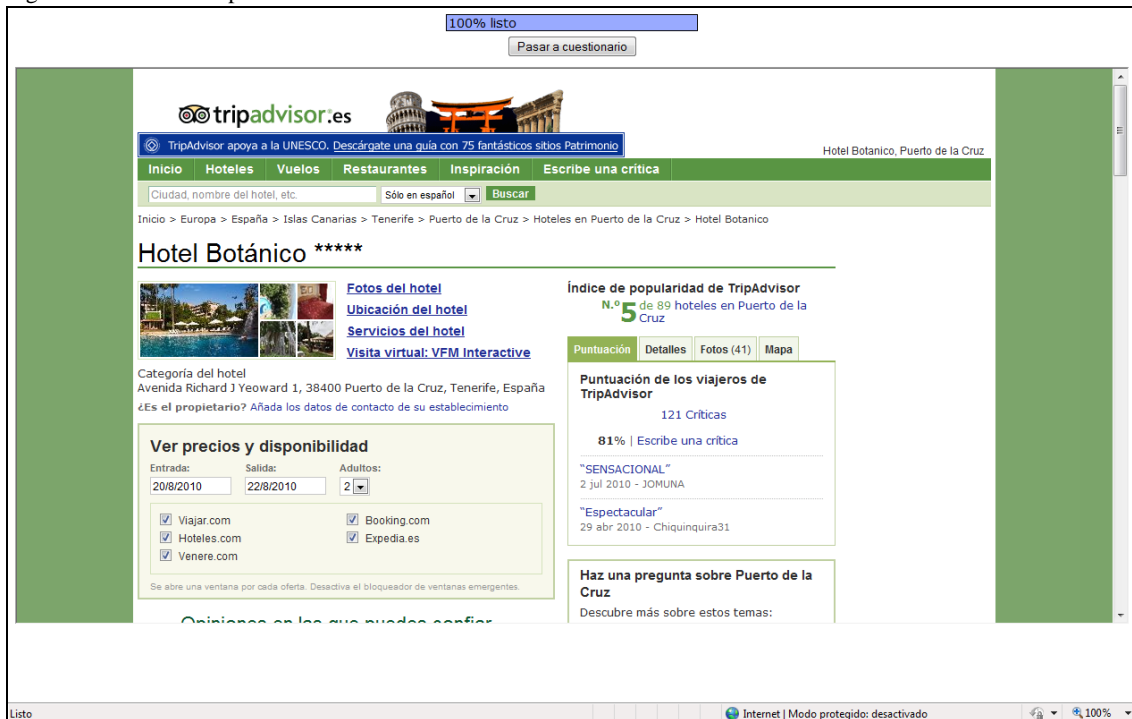 100% listo
Pasar a cuestionario
tripadvisor.es
TripAdvisor apoya a la UNESCO. Descárgate una guía con 75 fantásticos sitios Patrimonio
Hotel Botanico, Puerto de la Cruz
Inicio Hoteles Vuelos Restaurantes Inspiración Escribe una crítica
Ciudad, nombre del hotel, etc. Sólo en español Buscar
Inicio > Europa > España > Islas Canarias > Tenerife > Puerto de la Cruz > Hoteles en Puerto de la Cruz > Hotel Botanico
Hotel Botánico *****
Fotos del hotel
Ubicación del hotel
Servicios del hotel
Visita virtual: VFM Interactive
Categoría del hotel
Avenida Richard J Yeoward 1, 38400 Puerto de la Cruz, Tenerife, España
¿Es el propietario? Añada los datos de contacto de su establecimiento
Ver precios y disponibilidad
Entrada: Salida: Adultos:
20/8/2010 22/8/2010 2
Viajar.com Booking.com
Hoteles.com Expedia.es
Venere.com
Se abre una ventana por cada oferta. Desactiva el bloqueador de ventanas emergentes.
Opiniones en las que puedes confiar
Índice de popularidad de TripAdvisor
N.º 5 de 89 hoteles en Puerto de la
Cruz
Puntuación Detalles Fotos (41) Mapa
Puntuación de los viajeros de
TripAdvisor
121 Críticas
81% | Escribe una crítica
“SENSACIONAL”
2 jul 2010 - JOMUNA
“Espectacular”
29 abr 2010 - Chiquinquira31
Haz una pregunta sobre Puerto de la
Cruz
Descubre más sobre estos temas:
Listo
Internet | Modo protegido: desactivado
100%